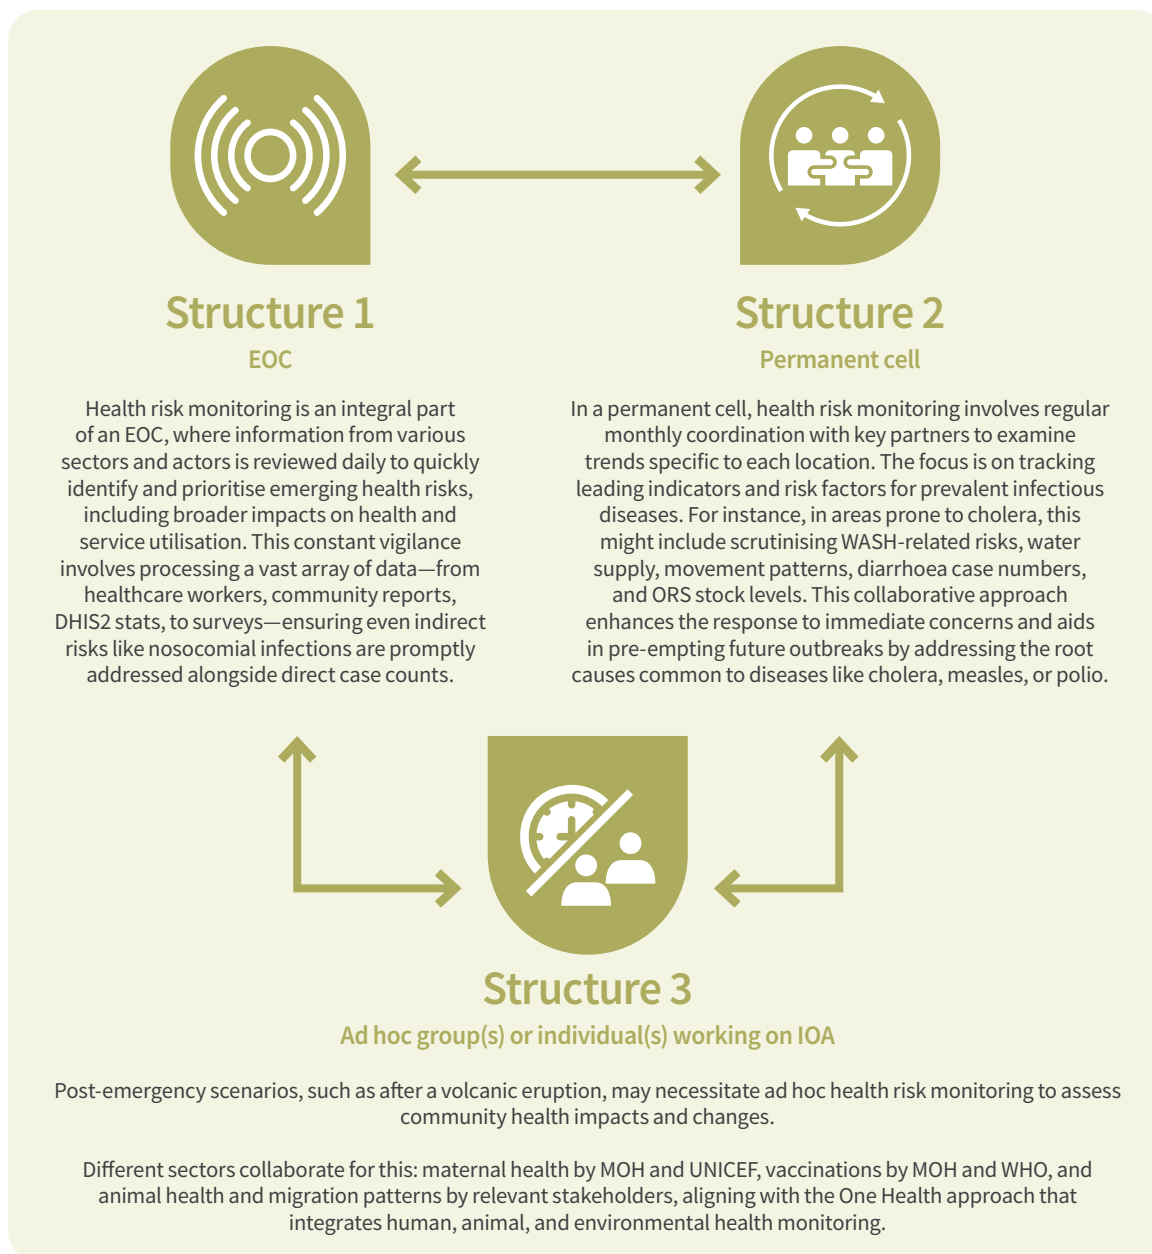 Structure 1
EOC
Health risk monitoring is an integral part
of an EOC, where information from various
sectors and actors is reviewed daily to quickly
identify and prioritise emerging health risks,
including broader impacts on health and
service utilisation. This constant vigilance
involves processing a vast array of data—from
healthcare workers, community reports,
DHIS2 stats, to surveys—ensuring even indirect
risks like nosocomial infections are promptly
addressed alongside direct case counts.
Structure 2
Permanent cell
In a permanent cell, health risk monitoring involves regular
monthly coordination with key partners to examine
trends specific to each location. The focus is on tracking
leading indicators and risk factors for prevalent infectious
diseases. For instance, in areas prone to cholera, this
might include scrutinising WASH-related risks, water
supply, movement patterns, diarrhoea case numbers,
and ORS stock levels. This collaborative approach
enhances the response to immediate concerns and aids
in pre-empting future outbreaks by addressing the root
causes common to diseases like cholera, measles, or polio.
Structure 3
Ad hoc group(s) or individual(s) working on IOA
Post-emergency scenarios, such as after a volcanic eruption, may necessitate ad hoc health risk monitoring to assess
community health impacts and changes.
Different sectors collaborate for this: maternal health by MOH and UNICEF, vaccinations by MOH and WHO, and
animal health and migration patterns by relevant stakeholders, aligning with the One Health approach that
integrates human, animal, and environmental health monitoring.